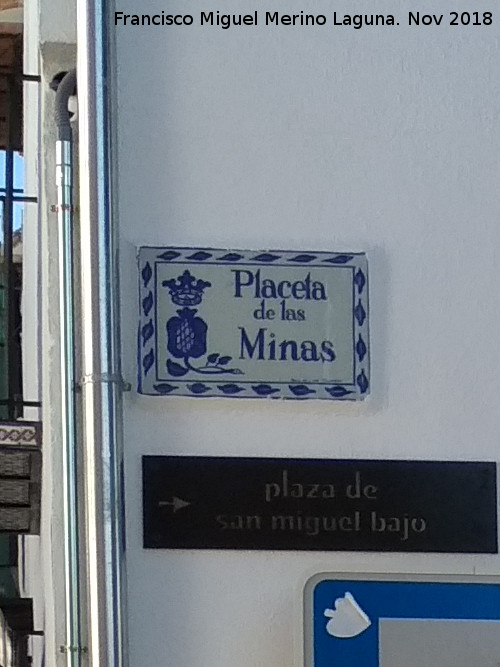 Francisco Miguel Merino Laguna. Nov 2018
Placeta
de las
Minas
plaza de
san miguel bajo